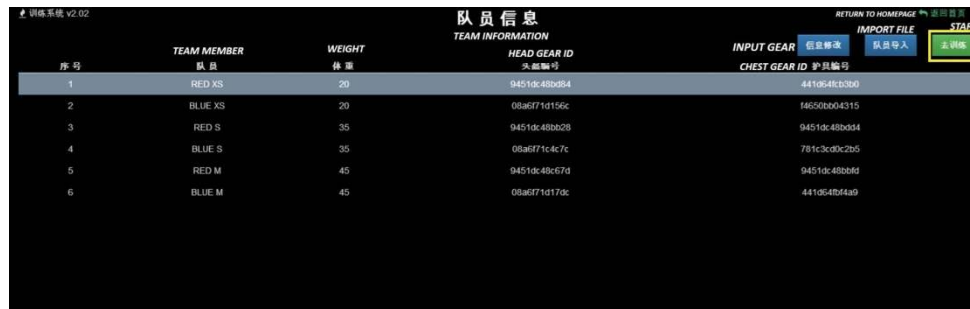 训练系统 v2.02
队员信息
RETURN TO HOMEPAGE 返回首页
TEAM INFORMATION
IMPORT FILE STAR
TEAM MEMBER WEIGHT HEAD GEAR ID INPUT GEAR 信息修改 队员导入 去训练
序号 队员 体重 头盔编号 CHEST GEAR ID 护具编号
1 RED XS 20 9451dc48bd84 441d64fcb3b0
2 BLUE XS 20 08a6f71d156c f4650bb04315
3 RED S 35 9451dc48bb28 9451dc48bdd4
4 BLUE S 35 08a6f71c4c7c 781c3cd0c2b5
5 RED M 45 9451dc48c67d 9451dc48bbfd
6 BLUE M 45 08a6f71d17dc 441d64fbf4a9